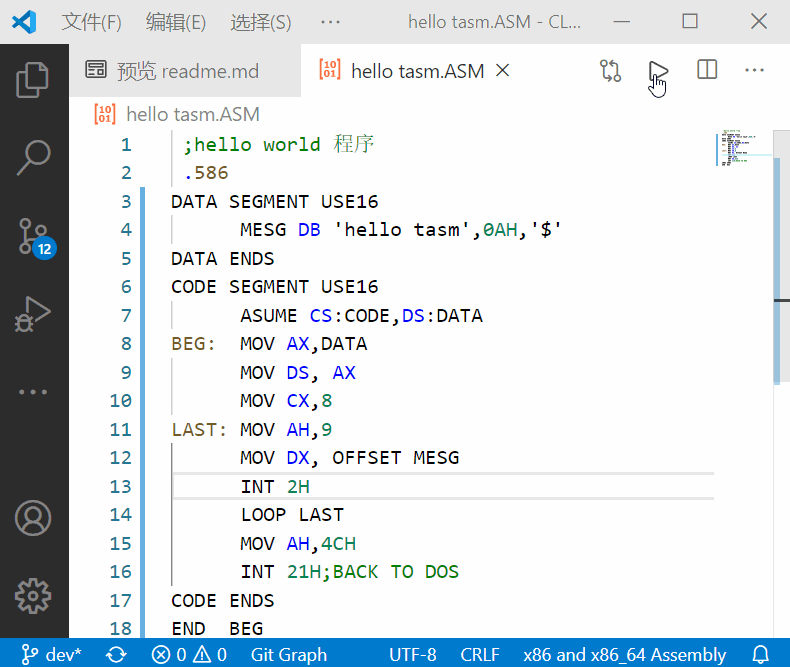 文件(F) 编辑(E) 选择(S) ··· hello tasm.ASM - CL...
预览 readme.md hello tasm.ASM
hello tasm.ASM
1 ;hello world 程序
2 .586
3 DATA SEGMENT USE16
4 MESG DB 'hello tasm',0AH,'$'
5 DATA ENDS
6 CODE SEGMENT USE16
7 ASUME CS:CODE,DS:DATA
8 BEG: MOV AX,DATA
9 MOV DS, AX
10 MOV CX,8
11 LAST: MOV AH,9
12 MOV DX, OFFSET MESG
13 INT 2H
14 LOOP LAST
15 MOV AH,4CH
16 INT 21H;BACK TO DOS
17 CODE ENDS
18 END BEG
12
dev* 0 0 Git Graph UTF-8 CRLF x86 and x86_64 Assembly